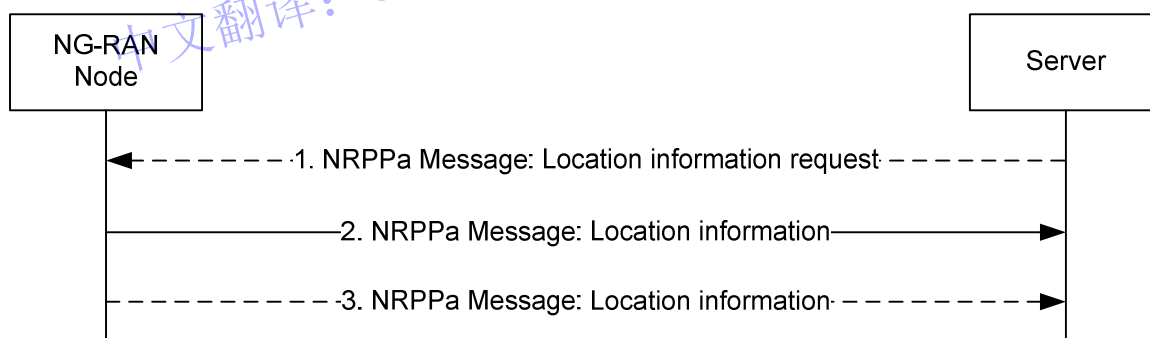 中文翻译:
NG-RAN
Node
Server
1. NRPPa Message: Location information request
2. NRPPa Message: Location information
3. NRPPa Message: Location information